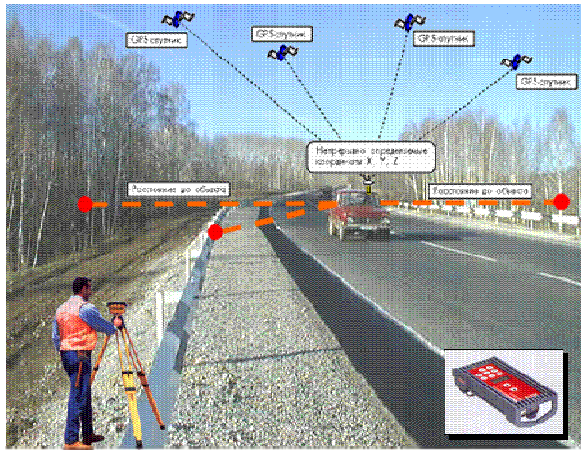 GPS-спутник
GPS-спутник
GPS-спутник
GPS-спутник
Непрерывно определяемые
координаты X, Y, Z
Расстояние до объекта
Расстояние до объекта